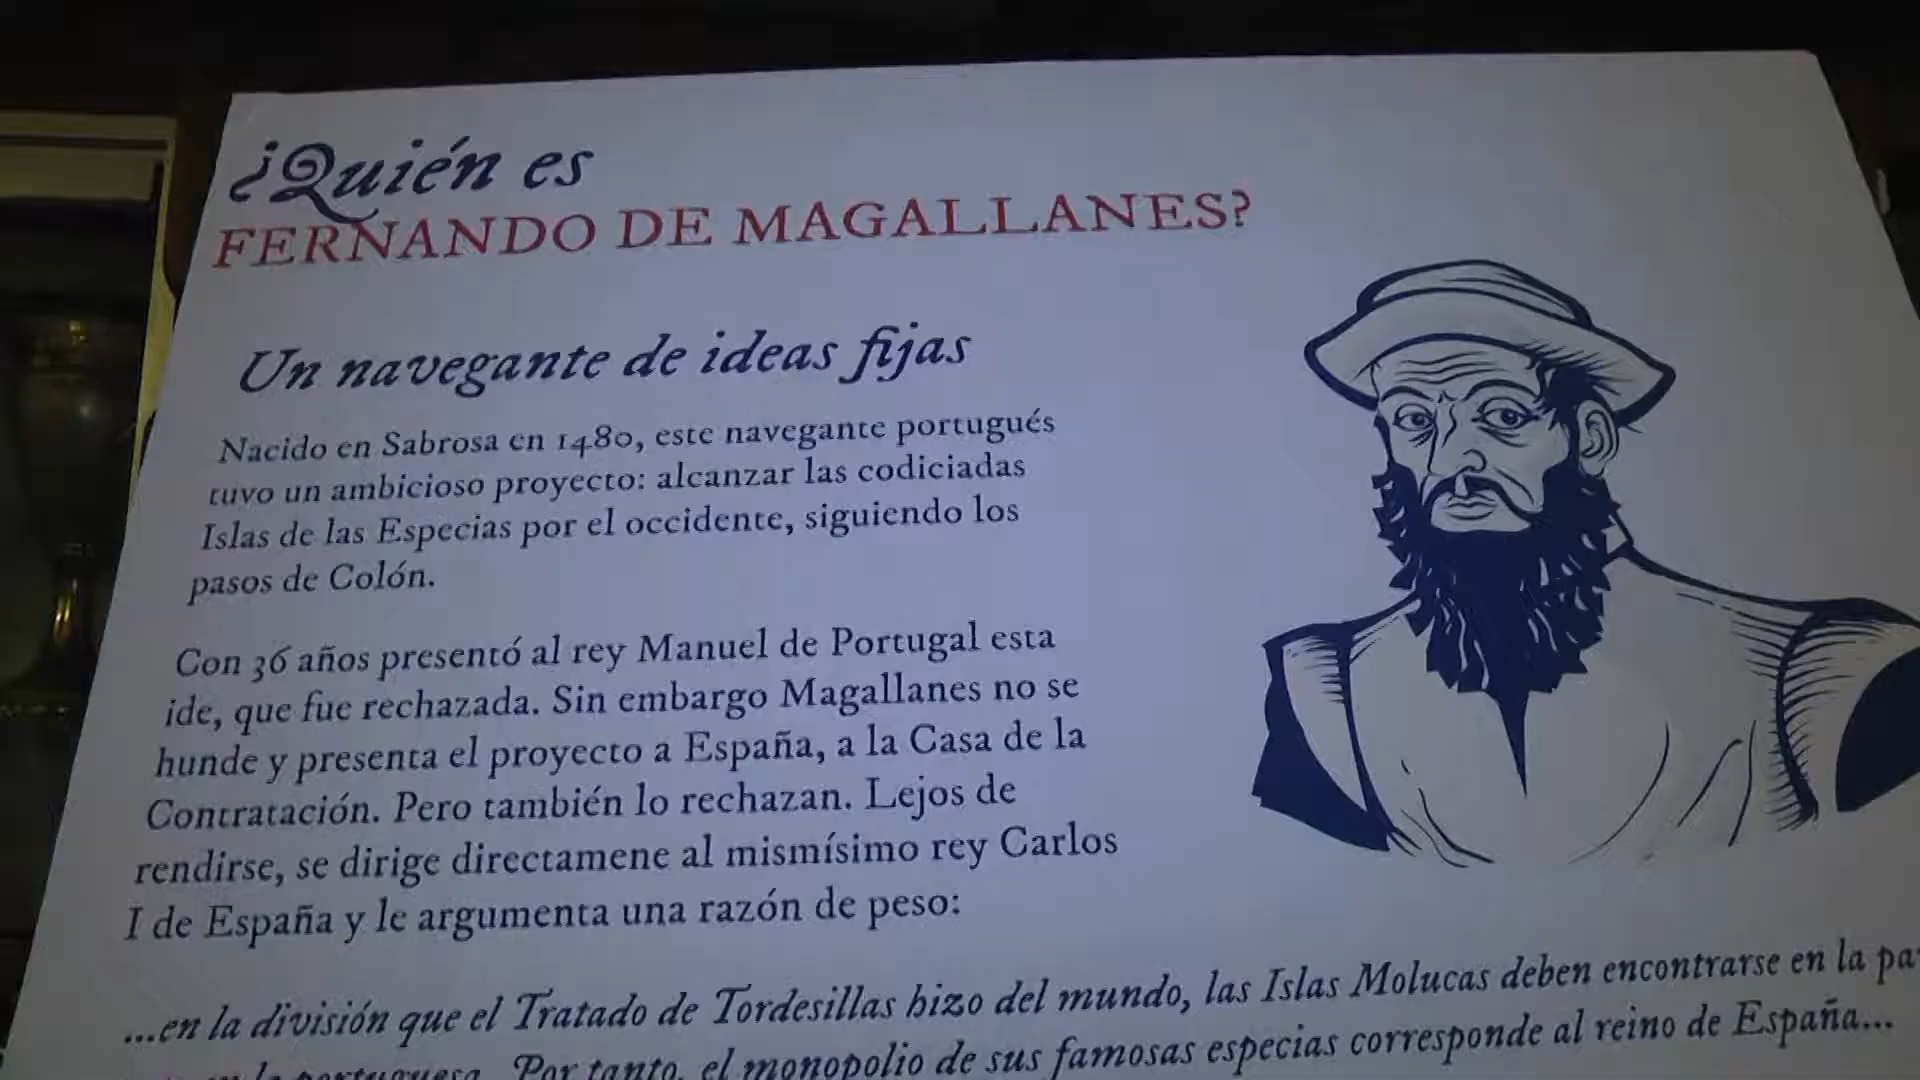 ¿Quién es
FERNANDO DE MAGALLANES?
Un navegante de ideas fijas
Nacido en Sabrosa en 1480, este navegante portugués
tuvo un ambicioso proyecto: alcanzar las codiciadas
Islas de las Especias por el occidente, siguiendo los
pasos de Colón.
Con 36 años presentó al rey Manuel de Portugal esta
ide, que fue rechazada. Sin embargo Magallanes no se
hunde y presenta el proyecto a España, a la Casa de la
Contratación. Pero también lo rechazan. Lejos de
rendirse, se dirige directamene al mismísimo rey Carlos
I de España y le argumenta una razón de peso:
...en la división que el Tratado de Tordesillas hizo del mundo, las Islas Molucas deben encontrarse en la
portuguesa. Por tanto, el monopolio de sus famosas especias corresponde al reino de España...